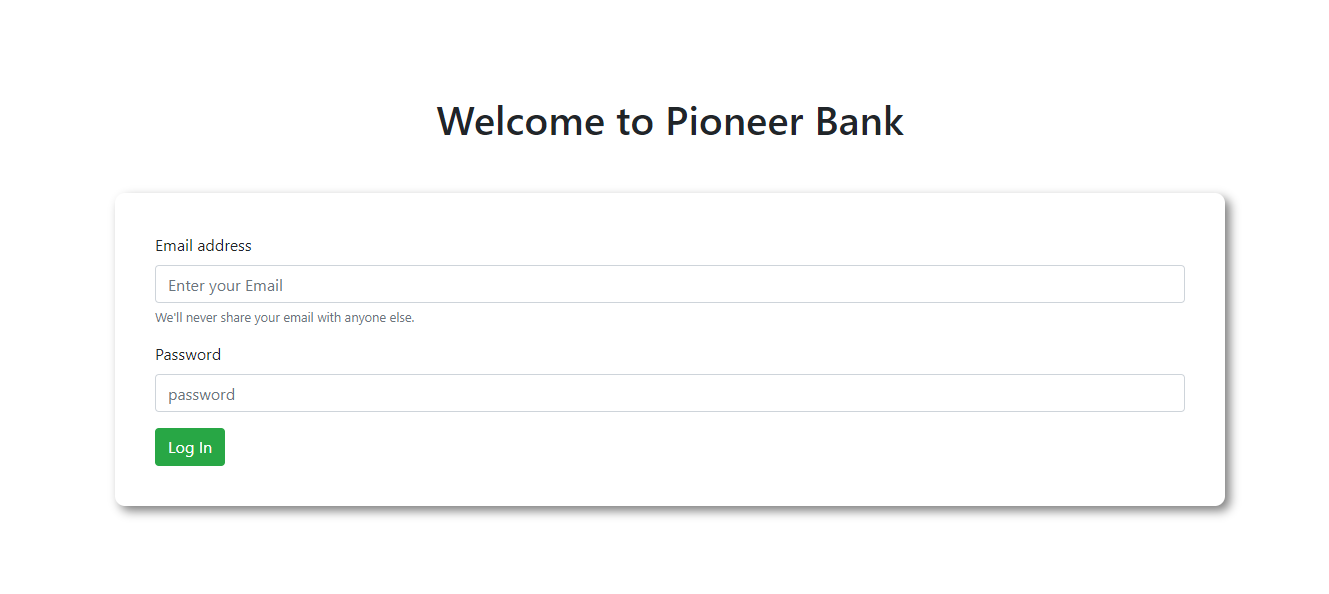 Welcome to Pioneer Bank
Email address
Enter your Email
We'll never share your email with anyone else.
Password
password
Log In